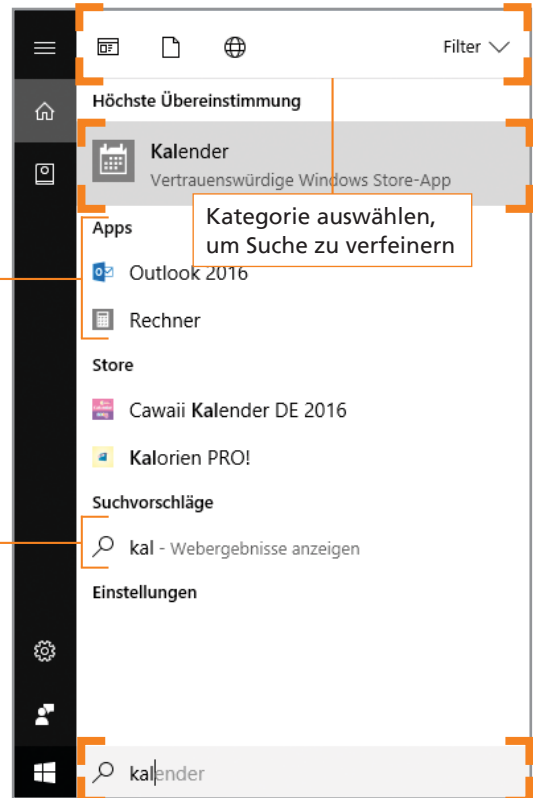 Filter
Höchste Übereinstimmung
Kalender
Vertrauenswürdige Windows Store-App
Kategorie auswählen,
um Suche zu verfeinern
Apps
Outlook 2016
Rechner
Store
Cawaii Kalender DE 2016
Kalorien PRO!
Suchvorschläge
kal - Webergebnisse anzeigen
Einstellungen
kalender